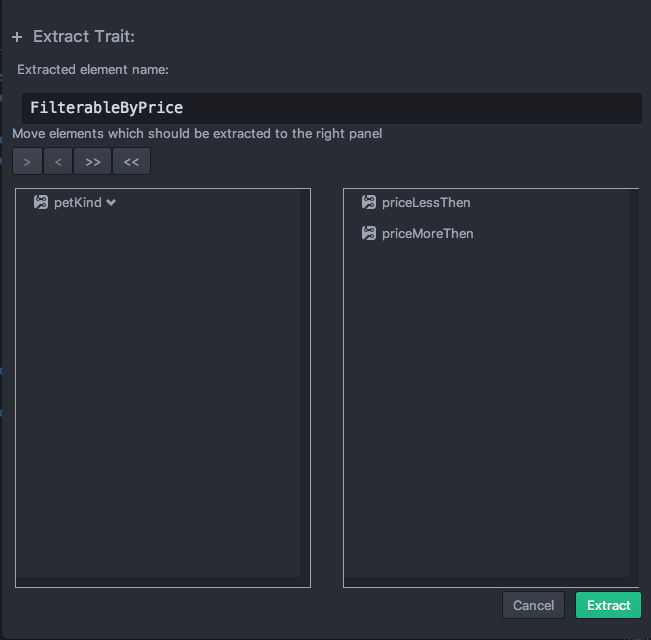 + Extract Trait:
Extracted element name:
FilterableByPrice
Move elements which should be extracted to the right panel
> < >> <<
petKind
priceLessThen
priceMoreThen
Cancel Extract